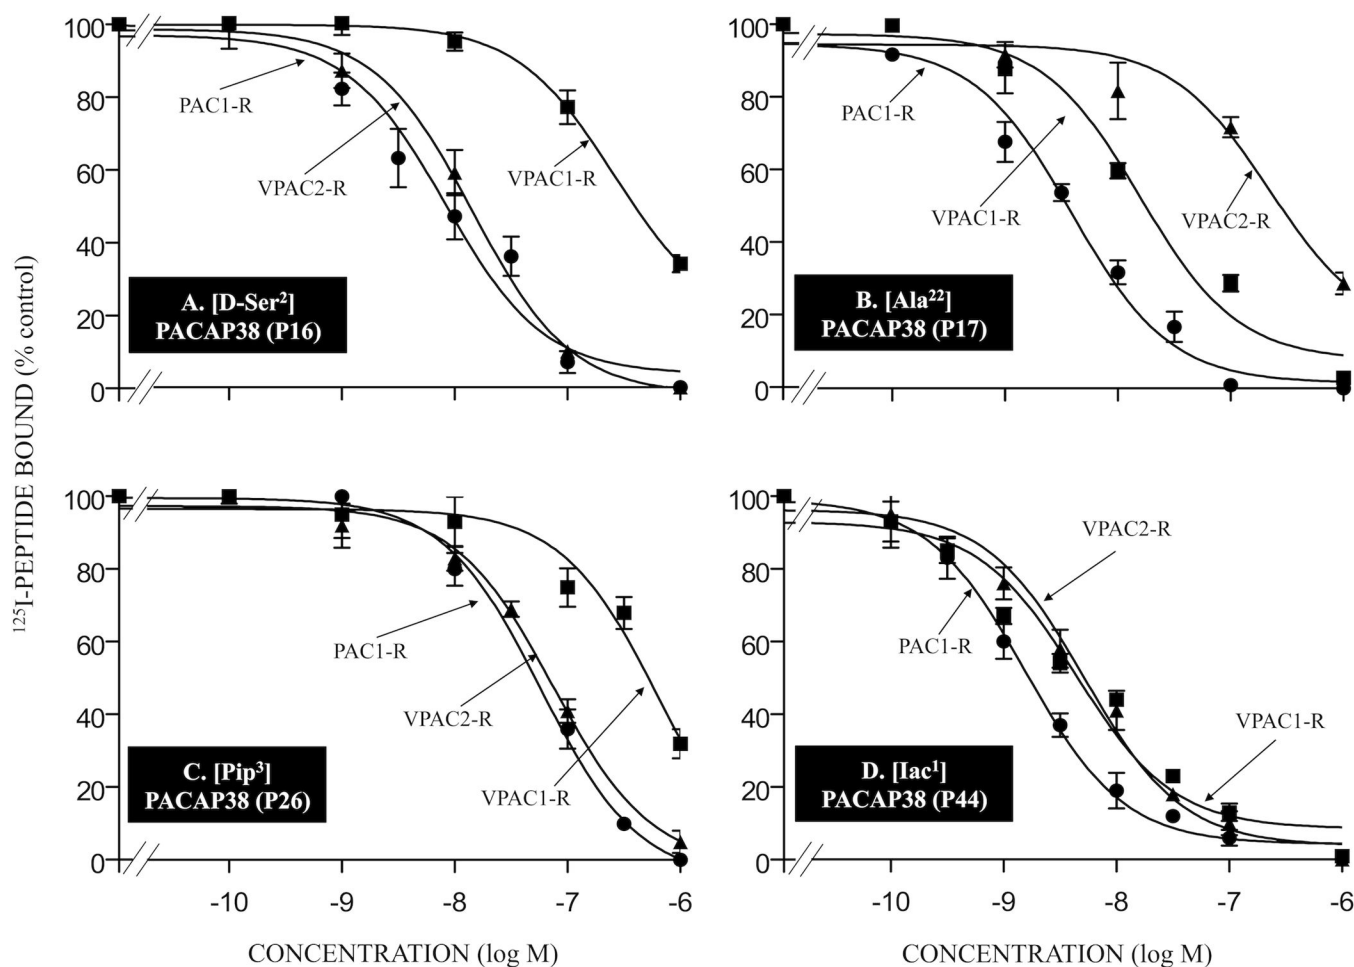 ¹²⁵I-PEPTIDE BOUND (% control)
100
80
60
40
20
0
PAC1-R
VPAC2-R
VPAC1-R
A. [D-Ser²]
PACAP38 (P16)
100
80
60
40
20
0
PAC1-R
VPAC1-R
VPAC2-R
B. [Ala²²]
PACAP38 (P17)
100
80
60
40
20
0
PAC1-R
VPAC2-R
VPAC1-R
C. [Pip³]
PACAP38 (P26)
-10 -9 -8 -7 -6
CONCENTRATION (log M)
100
80
60
40
20
0
VPAC2-R
PAC1-R
VPAC1-R
D. [Iac¹]
PACAP38 (P44)
-10 -9 -8 -7 -6
CONCENTRATION (log M)